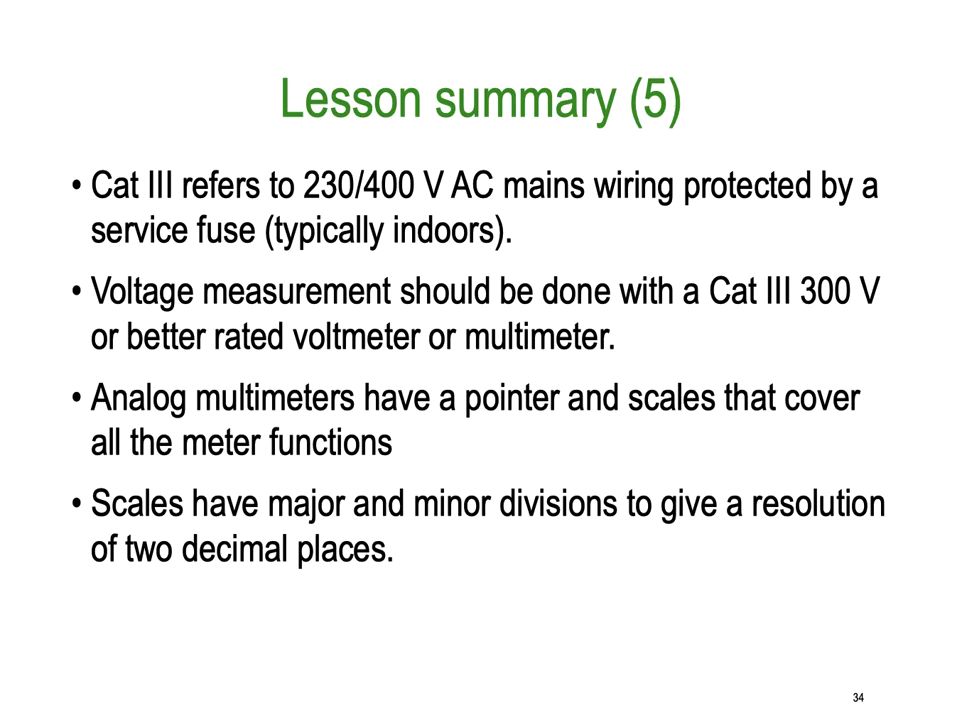 Lesson summary (5)
• Cat III refers to 230/400 V AC mains wiring protected by a
service fuse (typically indoors).
• Voltage measurement should be done with a Cat III 300 V
or better rated voltmeter or multimeter.
• Analog multimeters have a pointer and scales that cover
all the meter functions
• Scales have major and minor divisions to give a resolution
of two decimal places.
34